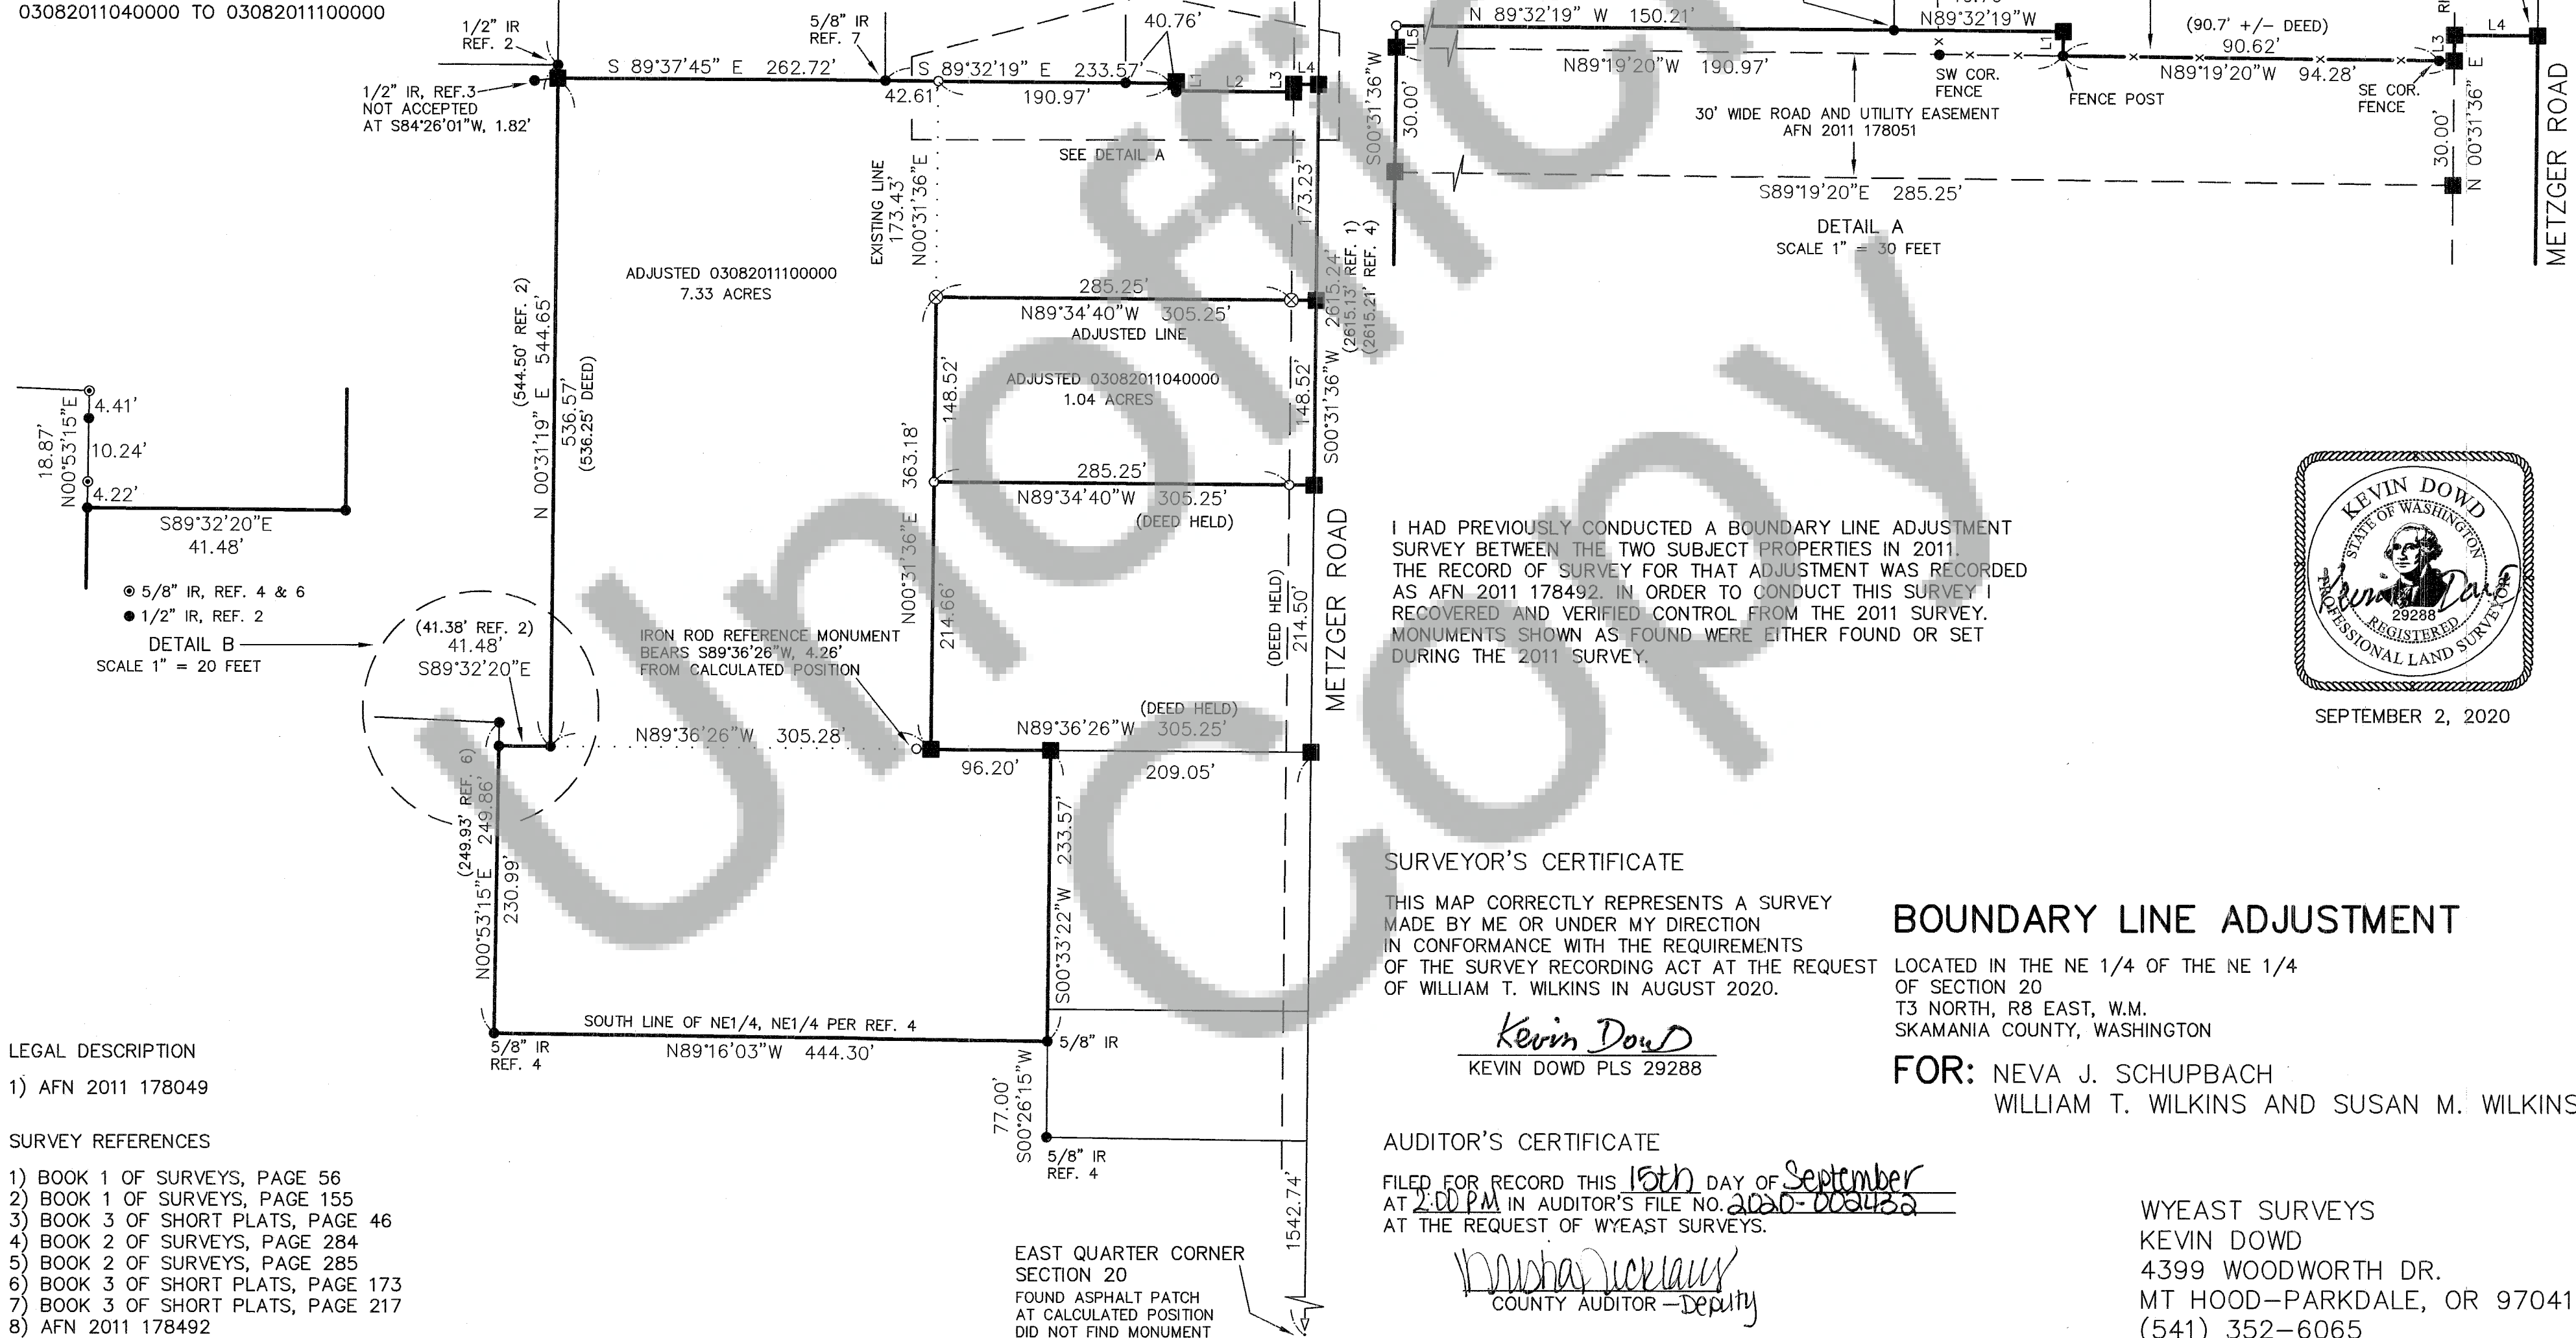 03082011040000 TO 03082011100000
1/2" IR
REF. 2
5/8" IR
REF. 7
1/2" IR, REF.3
NOT ACCEPTED
AT S84°26'01"W, 1.82'
S 89°37'45" E 262.72'
S 89°32'19" E 233.57'
40.76'
42.61'
190.97'
L1
L2
L3
L4
SEE DETAIL A
EXISTING LINE
173.43'
N00°31'36"E
173.23'
ADJUSTED 03082011100000
7.33 ACRES
(544.50' REF. 2)
N 00°31'19" E 544.65'
536.57'
(536.25' DEED)
285.25'
N89°34'40"W 305.25'
ADJUSTED LINE
148.52'
ADJUSTED 03082011040000
1.04 ACRES
148.52'
S00°31'36"W 2615.24'
(2615.13' REF. 1)
(2615.21' REF. 4)
285.25'
N89°34'40"W 305.25'
(DEED HELD)
N00°31'36"E 363.18'
214.66'
(DEED HELD)
214.50'
METZGER ROAD
N 89°32'19" W 150.21'
N89°32'19"W
L5
L1
S00°31'36"W
30.00'
N89°19'20"W 190.97'
SW COR.
FENCE
FENCE POST
(90.7' +/- DEED)
90.62'
N89°19'20"W 94.28'
SE COR.
FENCE
L3
L4
30' WIDE ROAD AND UTILITY EASEMENT
AFN 2011 178051
30.00'
N 00°31'36" E
S89°19'20"E 285.25'
DETAIL A
SCALE 1" = 30 FEET
METZGER ROAD
18.87'
N00°53'15"E
4.41'
10.24'
4.22'
S89°32'20"E
41.48'
5/8" IR, REF. 4 & 6
1/2" IR, REF. 2
DETAIL B
SCALE 1" = 20 FEET
(41.38' REF. 2)
41.48'
S89°32'20"E
IRON ROD REFERENCE MONUMENT
BEARS S89°36'26"W, 4.26'
FROM CALCULATED POSITION
N89°36'26"W 305.28'
(DEED HELD)
N89°36'26"W 305.25'
96.20'
209.05'
(249.93' REF. 6)
N00°53'15"E 249.86'
230.99'
S00°33'22"W 233.57'
SOUTH LINE OF NE1/4, NE1/4 PER REF. 4
N89°16'03"W 444.30'
5/8" IR
REF. 4
5/8" IR
77.00'
S00°26'15"W
5/8" IR
REF. 4
1542.74'
EAST QUARTER CORNER
SECTION 20
FOUND ASPHALT PATCH
AT CALCULATED POSITION
DID NOT FIND MONUMENT
I HAD PREVIOUSLY CONDUCTED A BOUNDARY LINE ADJUSTMENT
SURVEY BETWEEN THE TWO SUBJECT PROPERTIES IN 2011.
THE RECORD OF SURVEY FOR THAT ADJUSTMENT WAS RECORDED
AS AFN 2011 178492. IN ORDER TO CONDUCT THIS SURVEY I
RECOVERED AND VERIFIED CONTROL FROM THE 2011 SURVEY.
MONUMENTS SHOWN AS FOUND WERE EITHER FOUND OR SET
DURING THE 2011 SURVEY.
KEVIN DOWD
STATE OF WASHINGTON
Kevin Dowd
29288
REGISTERED
PROFESSIONAL LAND SURVEYOR
SEPTEMBER 2, 2020
SURVEYOR'S CERTIFICATE
THIS MAP CORRECTLY REPRESENTS A SURVEY
MADE BY ME OR UNDER MY DIRECTION
IN CONFORMANCE WITH THE REQUIREMENTS
OF THE SURVEY RECORDING ACT AT THE REQUEST
OF WILLIAM T. WILKINS IN AUGUST 2020.
Kevin Dowd
KEVIN DOWD PLS 29288
AUDITOR'S CERTIFICATE
FILED FOR RECORD THIS 15th DAY OF September
AT 2:00 PM IN AUDITOR'S FILE NO. 2020-002432
AT THE REQUEST OF WYEAST SURVEYS.
COUNTY AUDITOR - Deputy
BOUNDARY LINE ADJUSTMENT
LOCATED IN THE NE 1/4 OF THE NE 1/4
OF SECTION 20
T3 NORTH, R8 EAST, W.M.
SKAMANIA COUNTY, WASHINGTON
FOR: NEVA J. SCHUPBACH
WILLIAM T. WILKINS AND SUSAN M. WILKINS
WYEAST SURVEYS
KEVIN DOWD
4399 WOODWORTH DR.
MT HOOD-PARKDALE, OR 97041
(541) 352-6065
LEGAL DESCRIPTION
1) AFN 2011 178049
SURVEY REFERENCES
1) BOOK 1 OF SURVEYS, PAGE 56
2) BOOK 1 OF SURVEYS, PAGE 155
3) BOOK 3 OF SHORT PLATS, PAGE 46
4) BOOK 2 OF SURVEYS, PAGE 284
5) BOOK 2 OF SURVEYS, PAGE 285
6) BOOK 3 OF SHORT PLATS, PAGE 173
7) BOOK 3 OF SHORT PLATS, PAGE 217
8) AFN 2011 178492
Copy